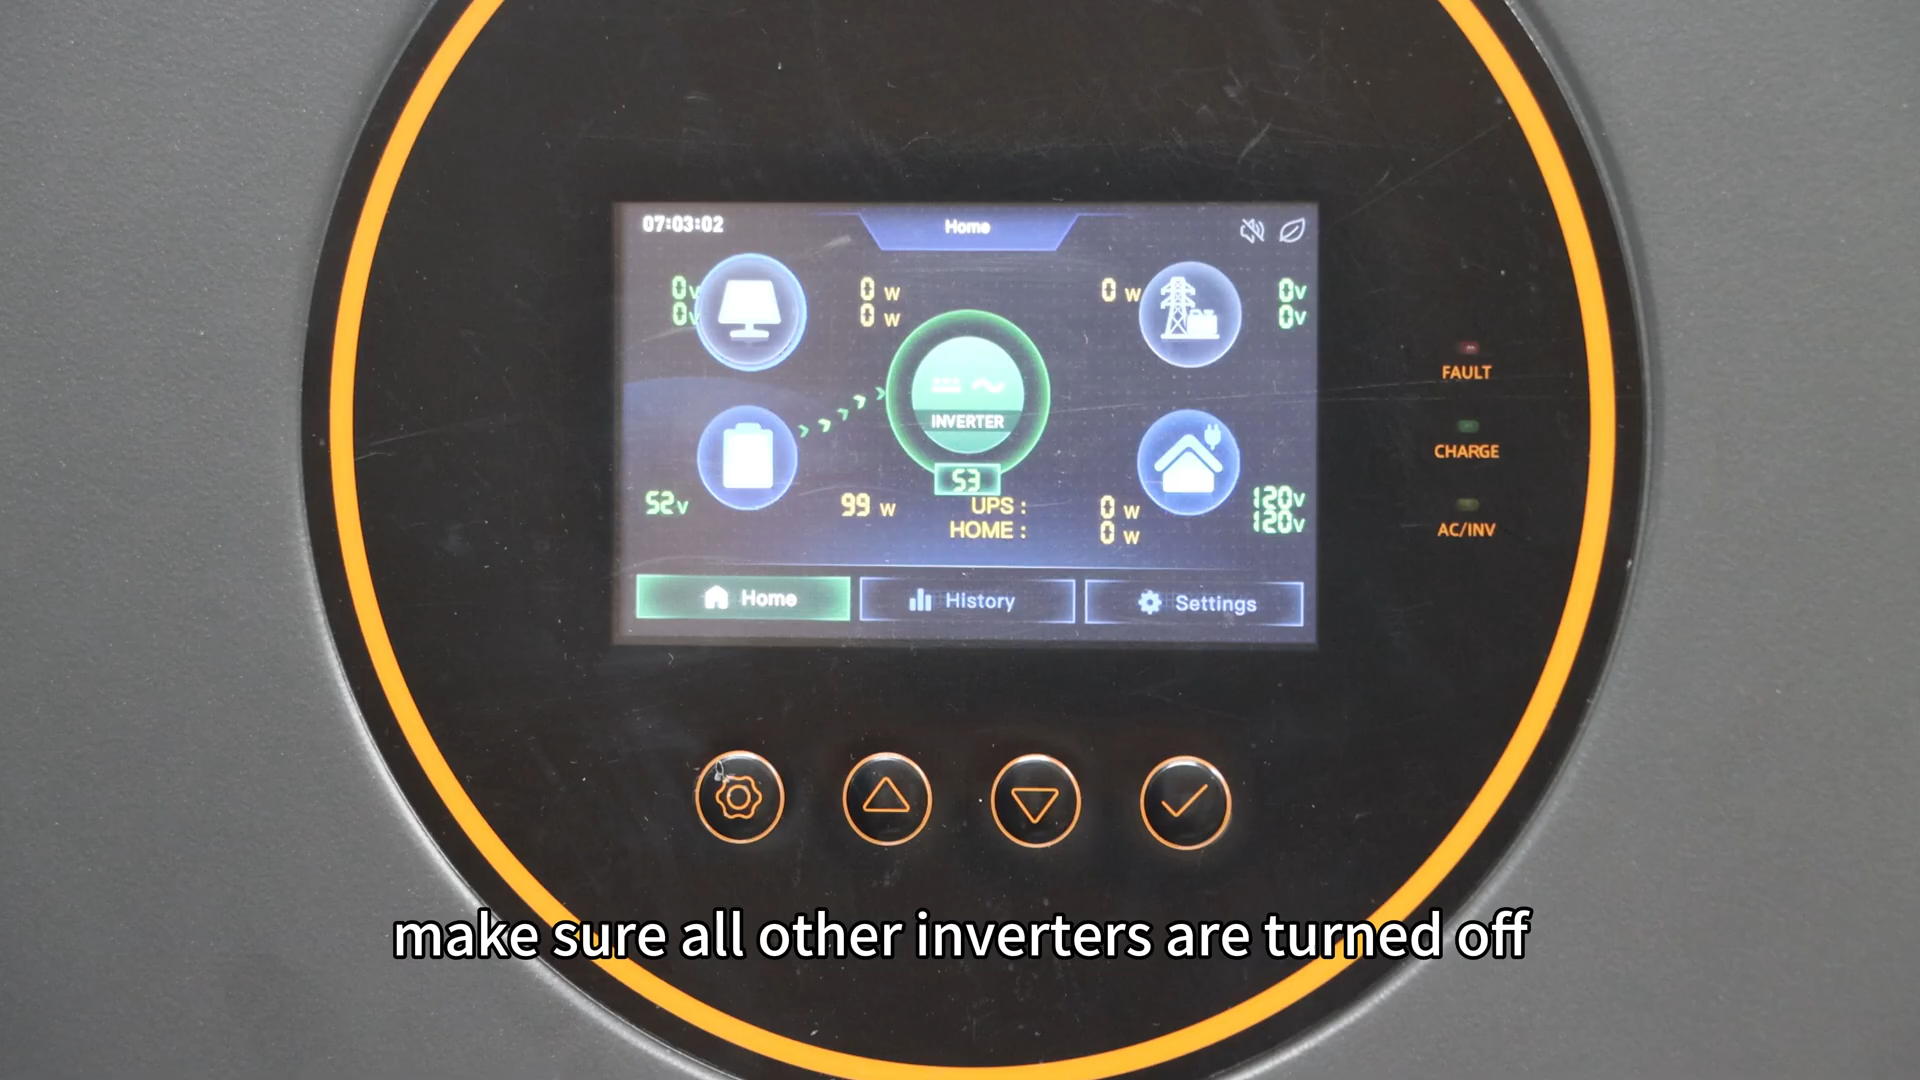 07:03:02
Home
0v
0v
0 w
0 w
0 w
0v
0v
INVERTER
53
52v
99 w
UPS :
HOME :
0 w
0 w
120v
120v
Home
History
Settings
FAULT
CHARGE
AC/INV
make sure all other inverters are turned off